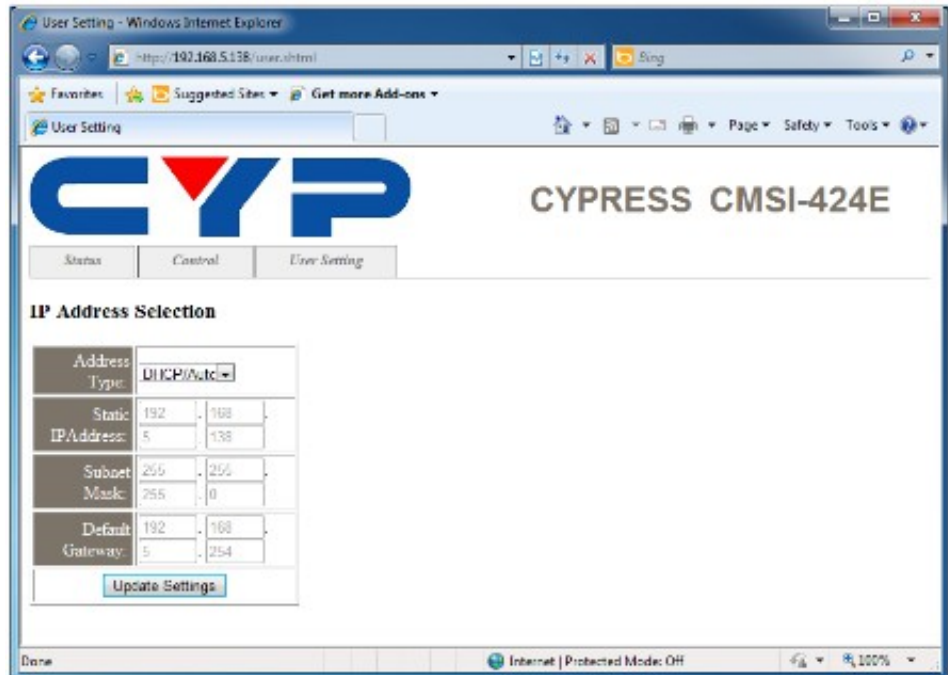 User Setting - Windows Internet Explorer
http://192.168.5.138/user.shtml
Bing
Favorites Suggested Sites Get more Add-ons
User Setting
Page Safety Tools
CYP
CYPRESS CMSI-424E
Status Control User Setting
IP Address Selection
Address
Type:
DHCP/Auto
Static
IPAddress:
192 . 168 .
5 . 138
Subnet
Mask:
255 . 255 .
255 . 0
Default
Gateway:
192 . 168 .
5 . 254
Update Settings
Done
Internet | Protected Mode: Off
100%